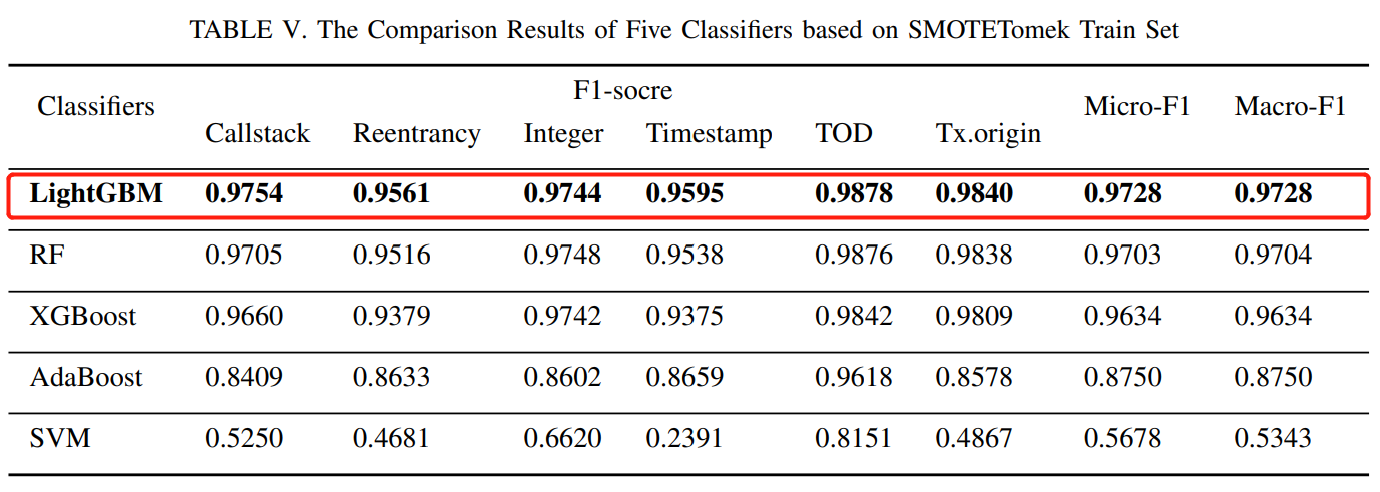 TABLE V. The Comparison Results of Five Classifiers based on SMOTETomek Train Set
Classifiers F1-socre Micro-F1 Macro-F1
Callstack Reentrancy Integer Timestamp TOD Tx.origin
LightGBM 0.9754 0.9561 0.9744 0.9595 0.9878 0.9840 0.9728 0.9728
RF 0.9705 0.9516 0.9748 0.9538 0.9876 0.9838 0.9703 0.9704
XGBoost 0.9660 0.9379 0.9742 0.9375 0.9842 0.9809 0.9634 0.9634
AdaBoost 0.8409 0.8633 0.8602 0.8659 0.9618 0.8578 0.8750 0.8750
SVM 0.5250 0.4681 0.6620 0.2391 0.8151 0.4867 0.5678 0.5343